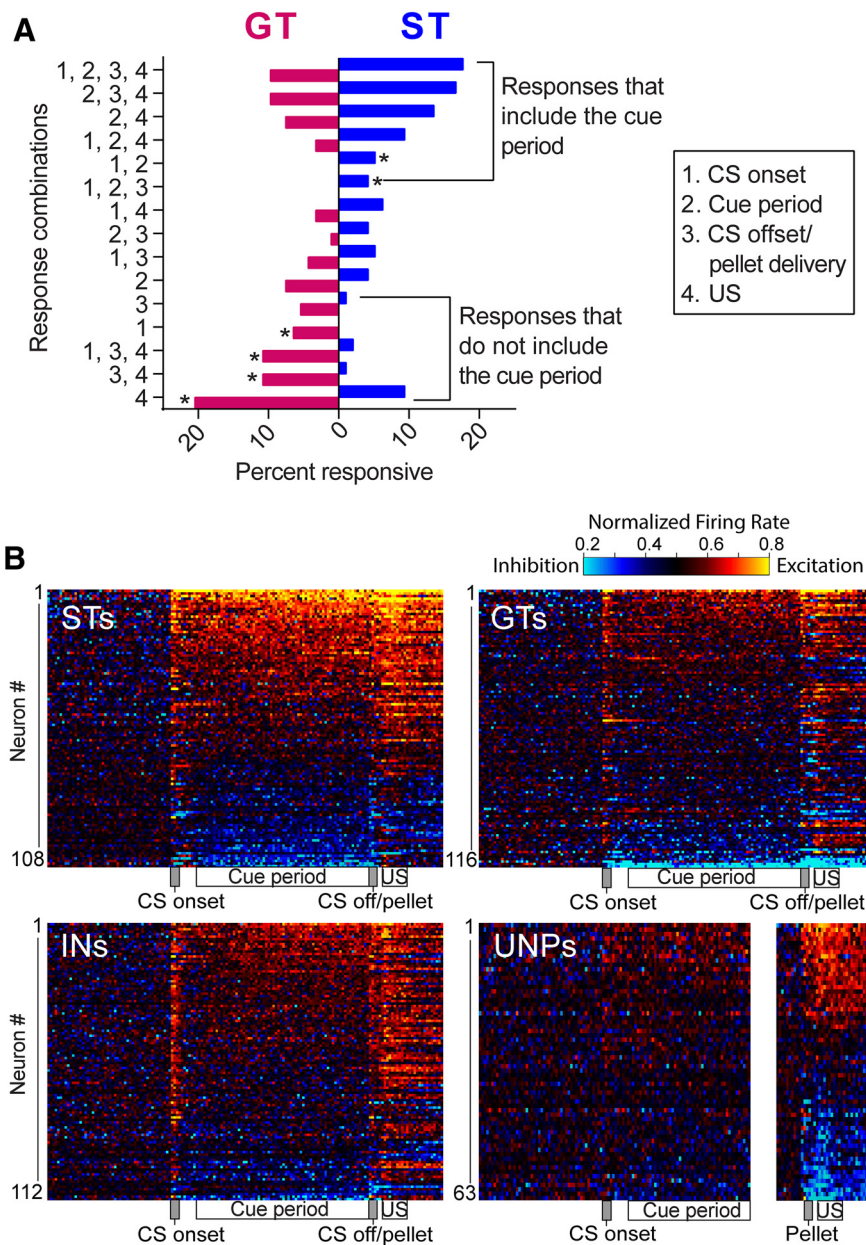 A
GT ST
Response combinations
1, 2, 3, 4
2, 3, 4
2, 4
1, 2, 4
1, 2
1, 2, 3
1, 4
2, 3
1, 3
2
3
1
1, 3, 4
3, 4
4
*
*
*
*
*
*
Responses that
include the cue
period
Responses that
do not include
the cue period
20 10 0 10 20
Percent responsive
1. CS onset
2. Cue period
3. CS offset/
pellet delivery
4. US
B
Normalized Firing Rate
0.2 0.4 0.6 0.8
Inhibition Excitation
STs
1
Neuron #
108
Cue period US
CS onset CS off/pellet
GTs
1
116
Cue period US
CS onset CS off/pellet
INs
1
Neuron #
112
Cue period US
CS onset CS off/pellet
UNPs
1
63
Cue period US
CS onset Pellet